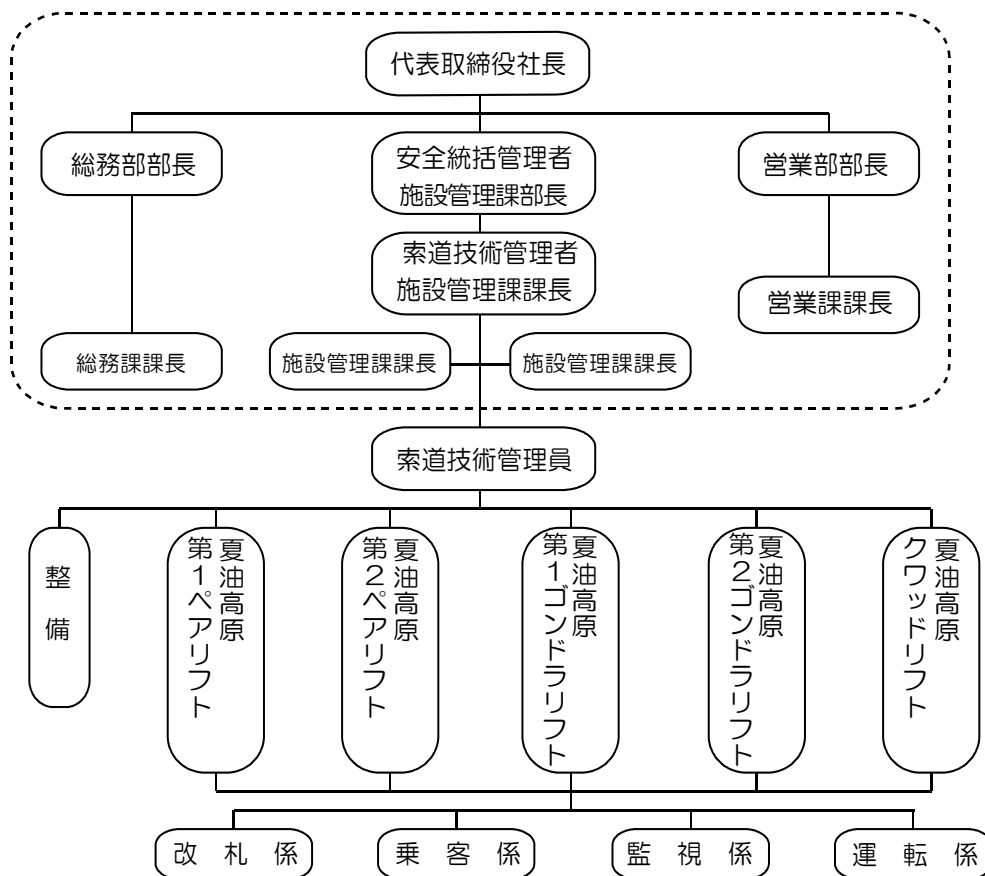 代表取締役社長
総務部部長
安全統括管理者
施設管理課部長
営業部部長
索道技術管理者
施設管理課課長
営業課課長
総務課課長
施設管理課課長
施設管理課課長
索道技術管理員
整備
夏油高原
第1ペアリフト
夏油高原
第2ペアリフト
夏油高原
第1ゴンドラリフト
夏油高原
第2ゴンドラリフト
夏油高原
クワッドリフト
改札係
乗客係
監視係
運転係